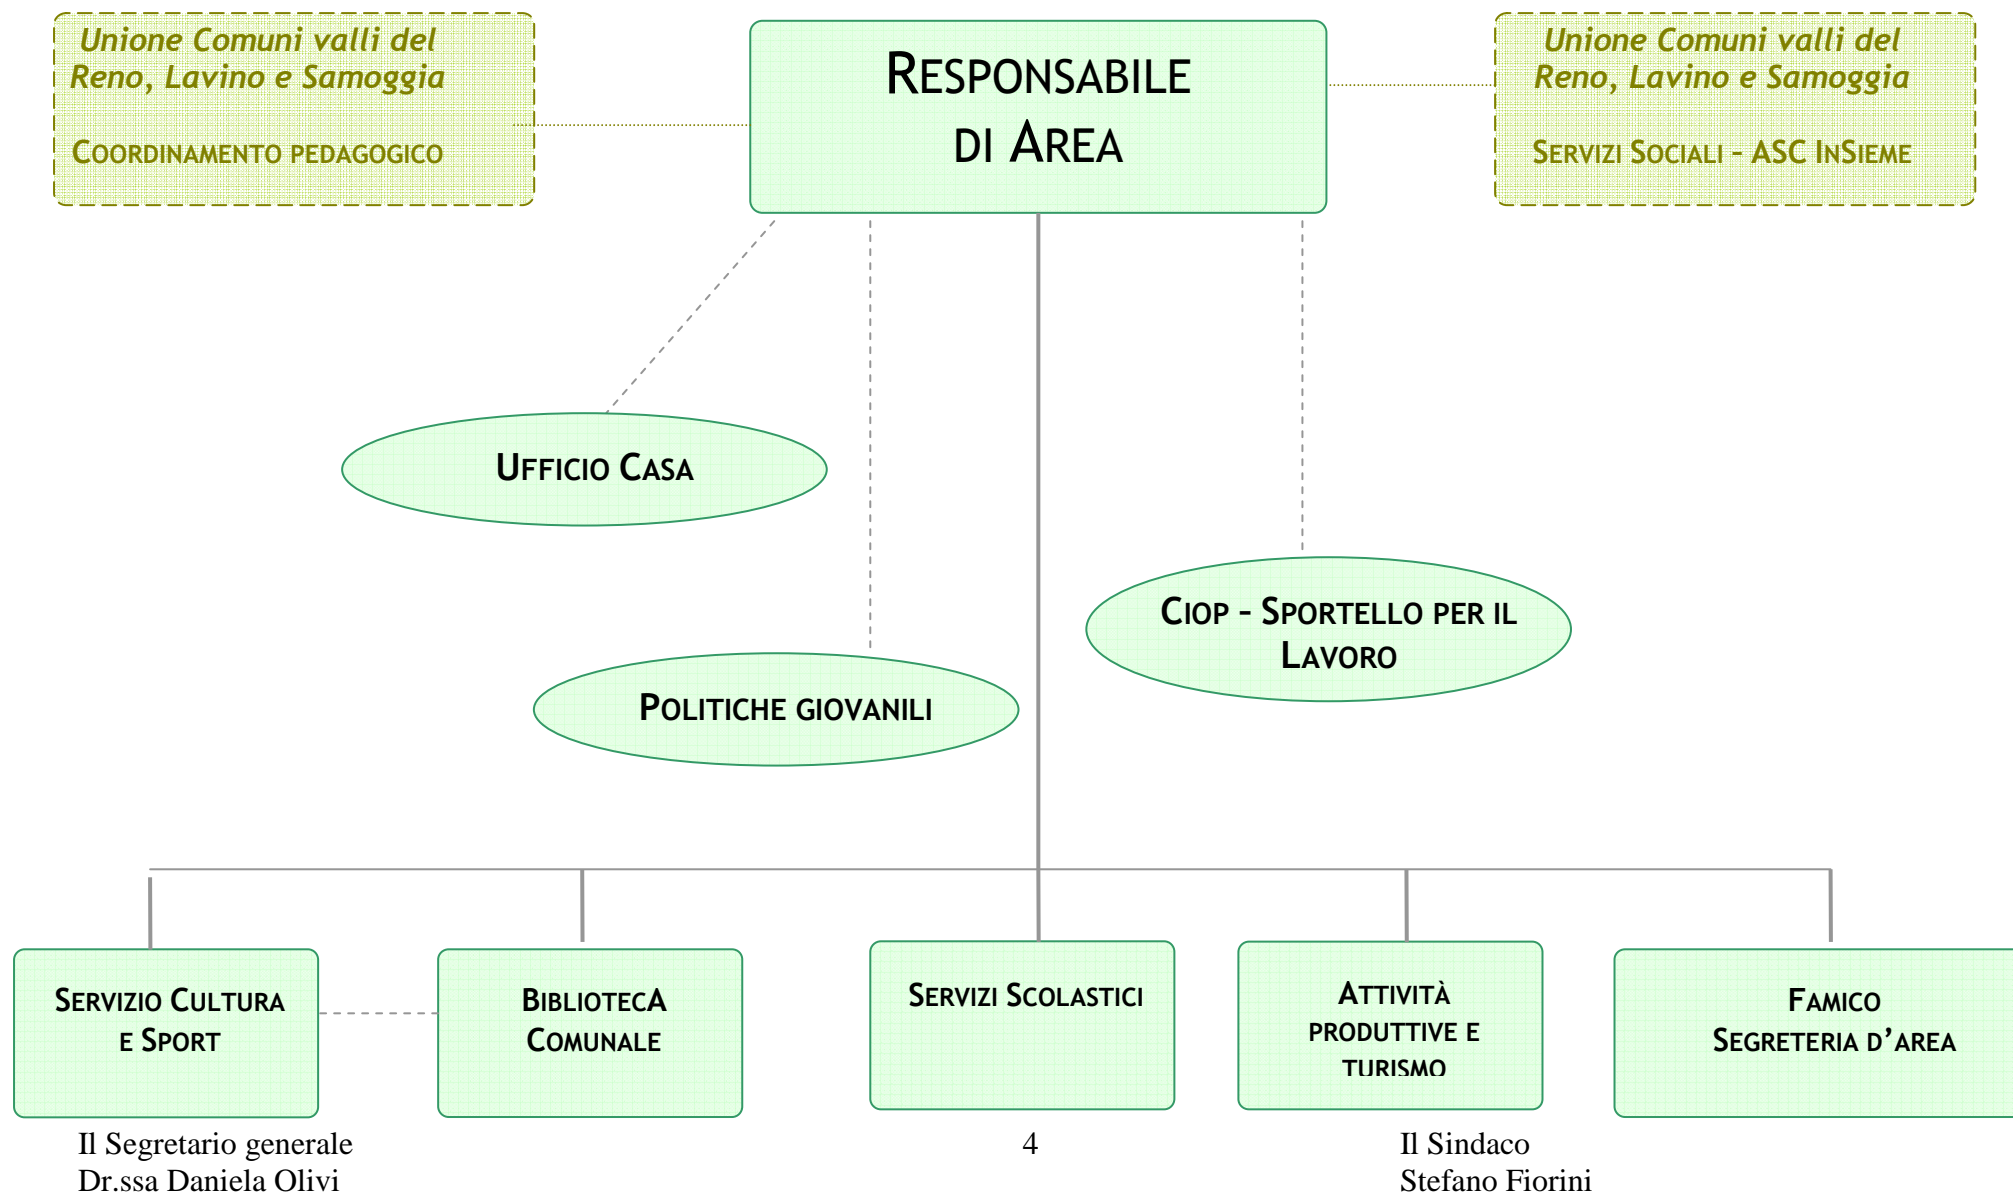 Unione Comuni valli del
Reno, Lavino e Samoggia
COORDINAMENTO PEDAGOGICO
RESPONSABILE
DI AREA
Unione Comuni valli del
Reno, Lavino e Samoggia
SERVIZI SOCIALI – ASC INSIEME
UFFICIO CASA
CIOP – SPORTELLO PER IL
LAVORO
POLITICHE GIOVANILI
SERVIZIO CULTURA
E SPORT
BIBLIOTECA
COMUNALE
SERVIZI SCOLASTICI
ATTIVITÀ
PRODUTTIVE E
TURISMO
FAMICO
SEGRETERIA D’AREA
Il Segretario generale
Dr.ssa Daniela Olivi
4
Il Sindaco
Stefano Fiorini